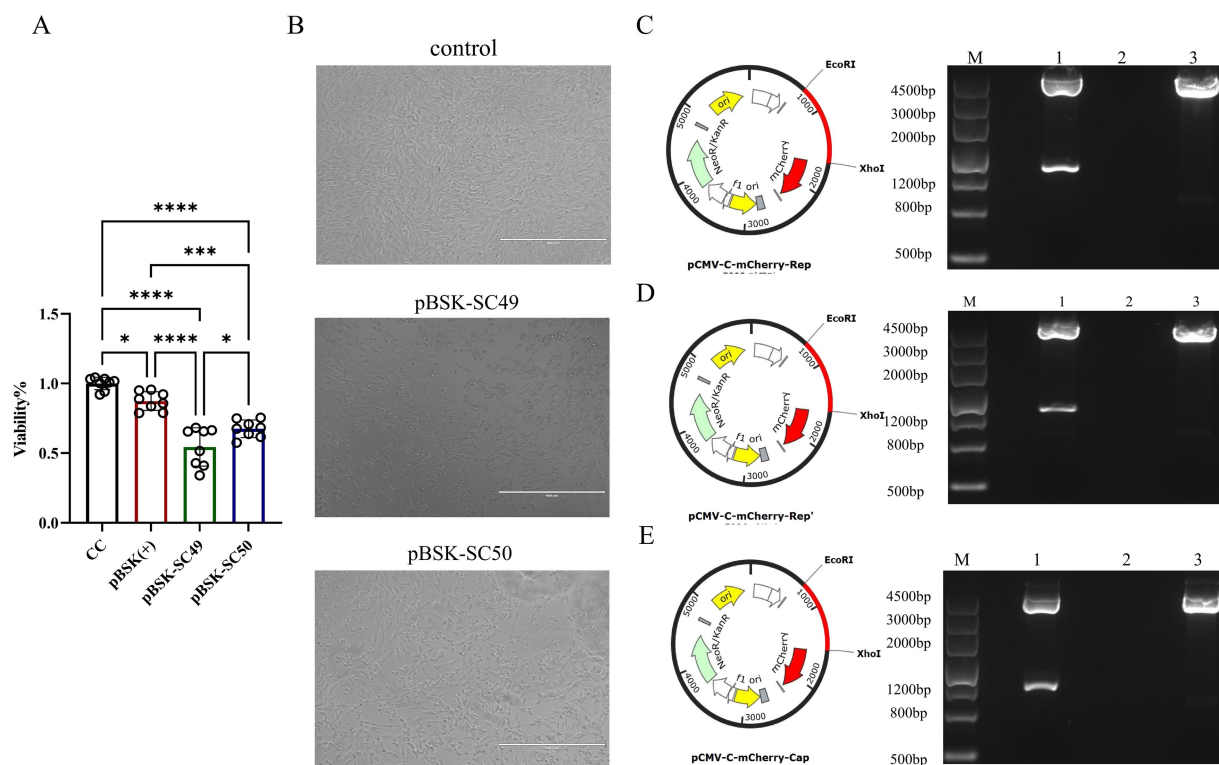 A
****
***
****
* **** *
1.5
1.0
0.5
0.0
Viability%
CC
pBSK(+)
pBSK-SC49
pBSK-SC50
B
control
pBSK-SC49
pBSK-SC50
C
EcoRI
1000
XhoI
2000
3000
4000
5000
ori
NeoR/KanR
f1 ori
mCherry
pCMV-C-mCherry-Rep
M 1 2 3
4500bp
3000bp
2000bp
1200bp
800bp
500bp
D
EcoRI
1000
XhoI
2000
3000
4000
5000
ori
NeoR/KanR
f1 ori
mCherry
pCMV-C-mCherry-Rep'
M 1 2 3
4500bp
3000bp
2000bp
1200bp
800bp
500bp
E
EcoRI
1000
XhoI
2000
3000
4000
5000
ori
NeoR/KanR
f1 ori
mCherry
pCMV-C-mCherry-Cap
M 1 2 3
4500bp
3000bp
2000bp
1200bp
800bp
500bp